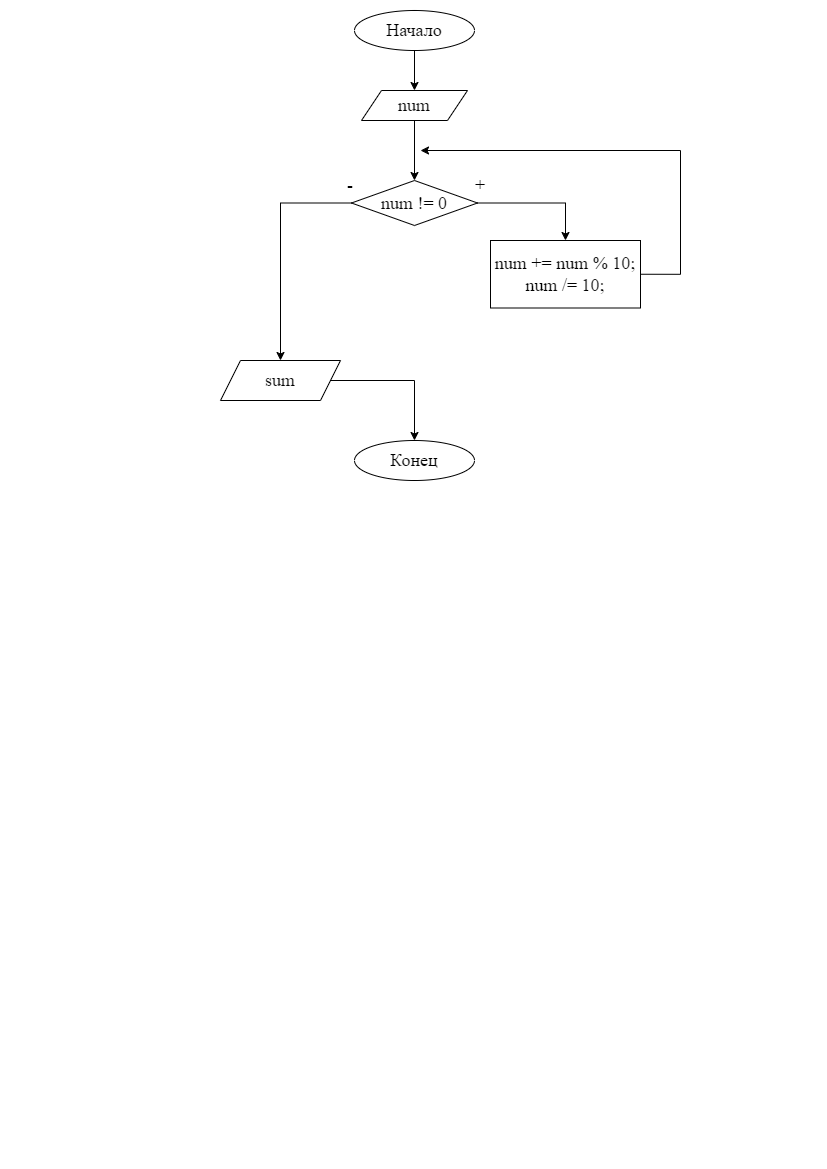 Начало
num
-
+
num != 0
num += num % 10;
num /= 10;
sum
Конец